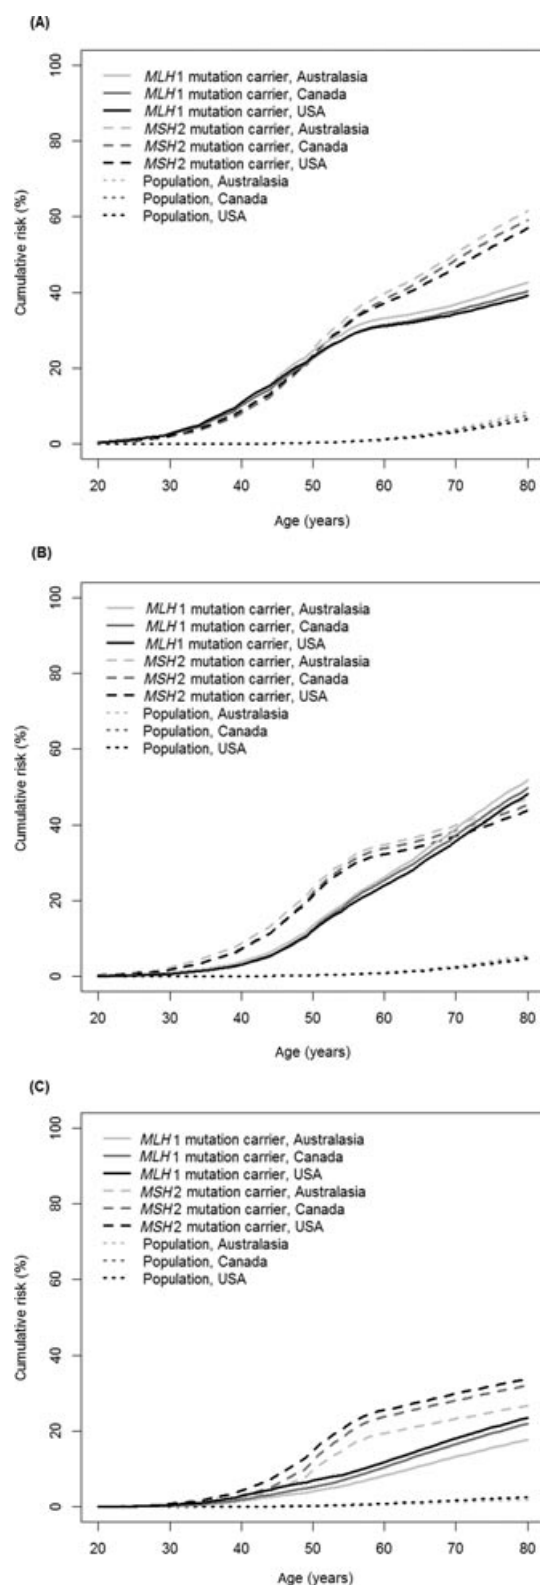 (A)
100
80
60
40
20
0
Cumulative risk (%)
MLH1 mutation carrier, Australasia
MLH1 mutation carrier, Canada
MLH1 mutation carrier, USA
MSH2 mutation carrier, Australasia
MSH2 mutation carrier, Canada
MSH2 mutation carrier, USA
Population, Australasia
Population, Canada
Population, USA
20 30 40 50 60 70 80
Age (years)
(B)
100
80
60
40
20
0
Cumulative risk (%)
MLH1 mutation carrier, Australasia
MLH1 mutation carrier, Canada
MLH1 mutation carrier, USA
MSH2 mutation carrier, Australasia
MSH2 mutation carrier, Canada
MSH2 mutation carrier, USA
Population, Australasia
Population, Canada
Population, USA
20 30 40 50 60 70 80
Age (years)
(C)
100
80
60
40
20
0
Cumulative risk (%)
MLH1 mutation carrier, Australasia
MLH1 mutation carrier, Canada
MLH1 mutation carrier, USA
MSH2 mutation carrier, Australasia
MSH2 mutation carrier, Canada
MSH2 mutation carrier, USA
Population, Australasia
Population, Canada
Population, USA
20 30 40 50 60 70 80
Age (years)